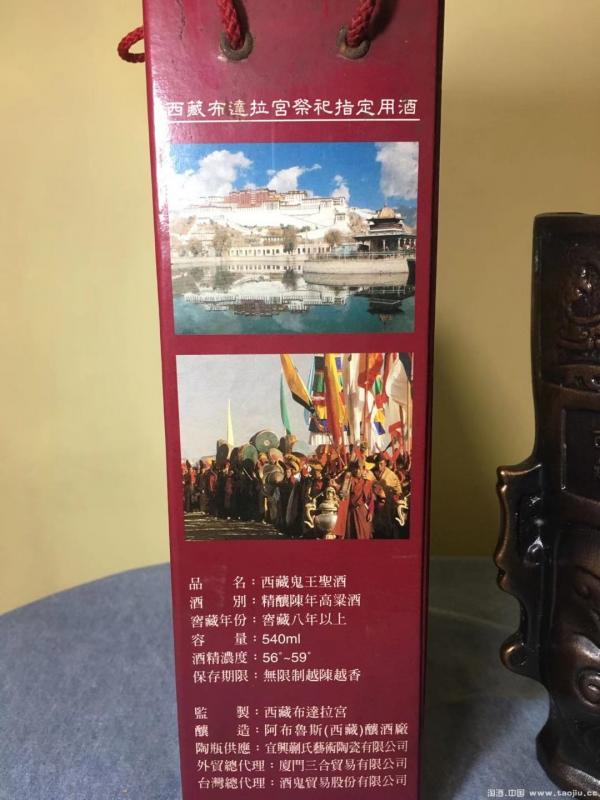 西藏布達拉宮祭祀指定用酒
品　　名：西藏鬼王聖酒
酒　　別：精釀陳年高粱酒
窖藏年份：窖藏八年以上
容　　量：540ml
酒精濃度：56°~59°
保存期限：無限制越陳越香
監　　製：西藏布達拉宮
釀　　造：阿布魯斯(西藏)釀酒廠
陶瓶供應：宜興蒯氏藝術陶瓷有限公司
外貿總代理：廈門三合貿易有限公司
台灣總代理：酒鬼貿易股份有限公司
淘酒.中国 www.taojiu.cc